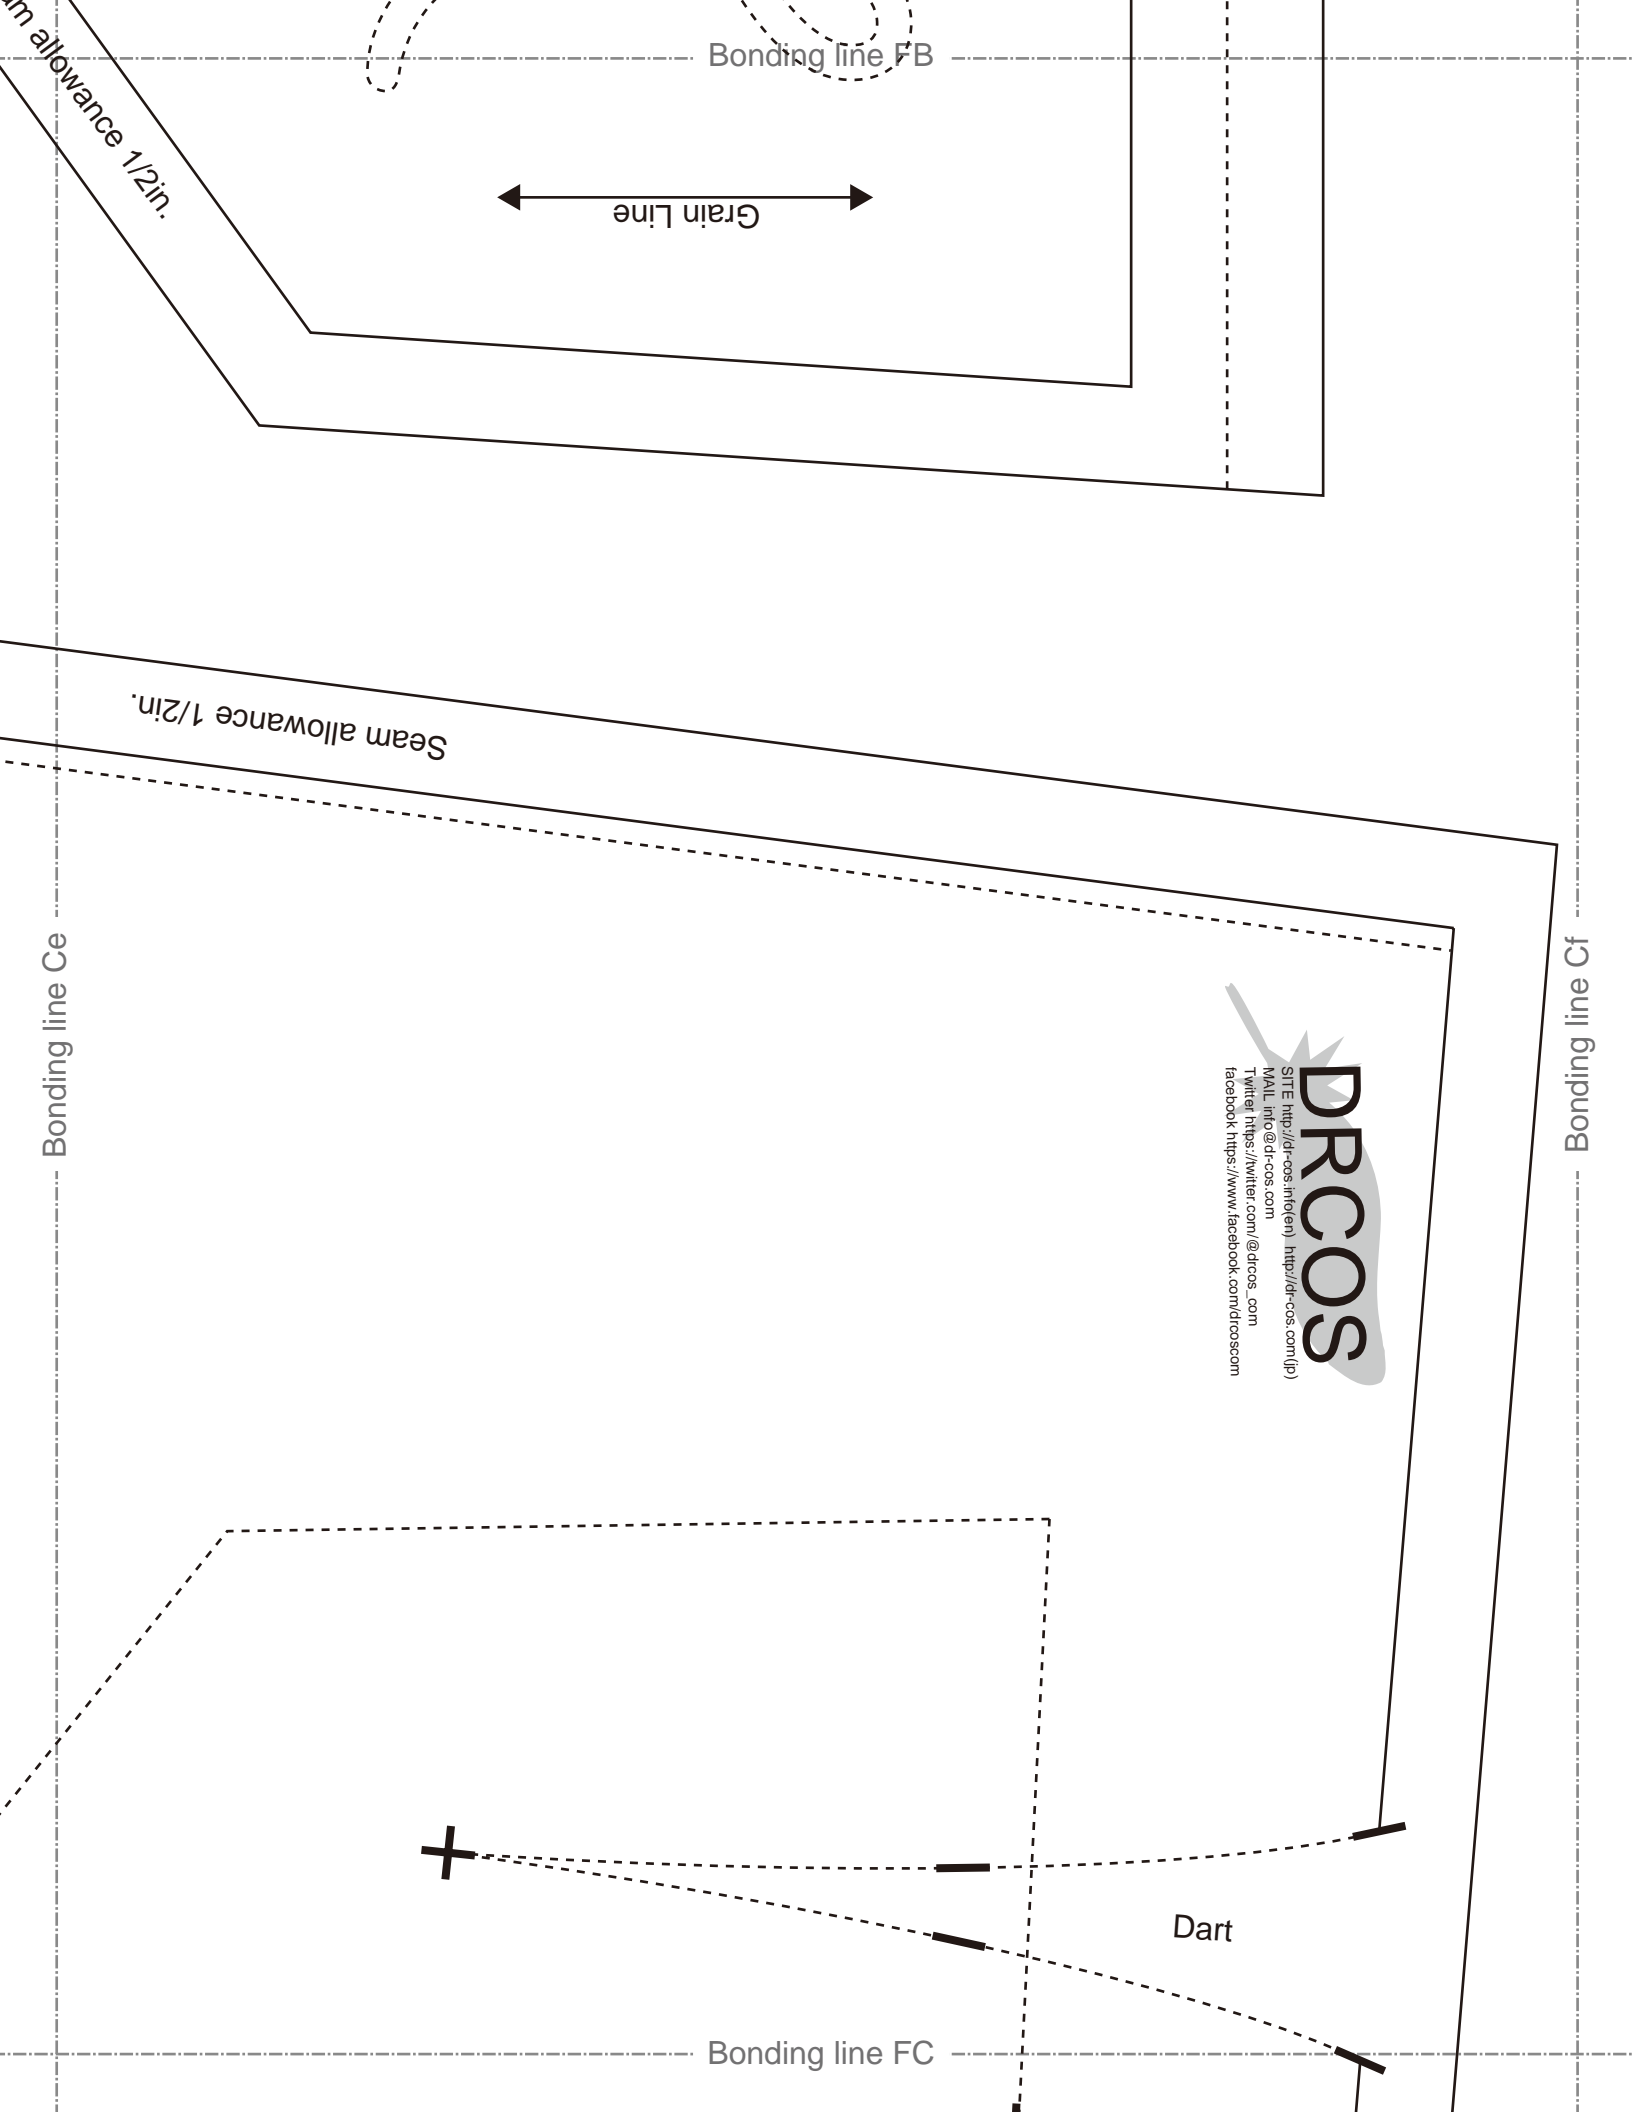 am allowance 1/2in.
Bonding line FB
Grain Line
Seam allowance 1/2in.
Bonding line Ce
Bonding line Cf
DRCOS
SITE http://dr-cos.info(en)  http://dr-cos.com(jp)
MAIL info@dr-cos.com
Twitter https://twitter.com/@drcos_com
facebook https://www.facebook.com/drcoscom
Dart
Bonding line FC